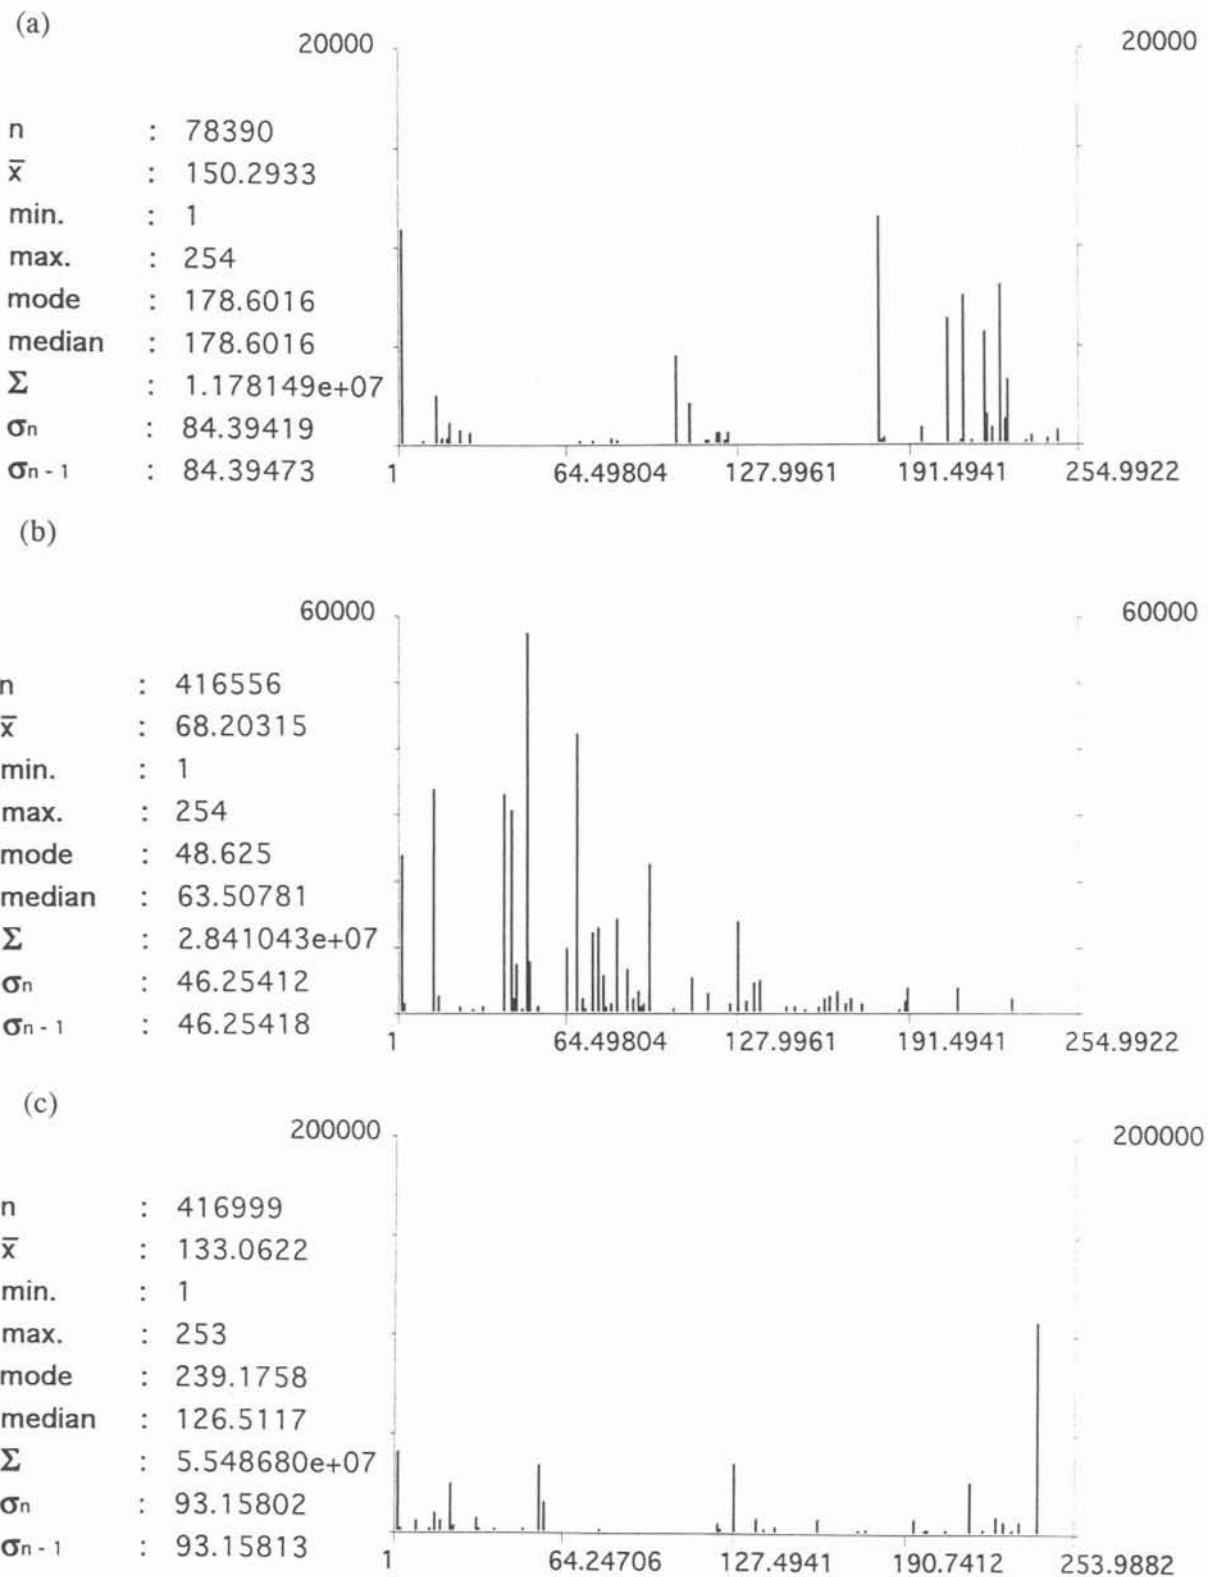 (a)
20000 20000
n : 78390
x̄ : 150.2933
min. : 1
max. : 254
mode : 178.6016
median : 178.6016
Σ : 1.178149e+07
σn : 84.39419
σn - 1 : 84.39473
1 64.49804 127.9961 191.4941 254.9922
(b)
60000 60000
n : 416556
x̄ : 68.20315
min. : 1
max. : 254
mode : 48.625
median : 63.50781
Σ : 2.841043e+07
σn : 46.25412
σn - 1 : 46.25418
1 64.49804 127.9961 191.4941 254.9922
(c)
200000 200000
n : 416999
x̄ : 133.0622
min. : 1
max. : 253
mode : 239.1758
median : 126.5117
Σ : 5.548680e+07
σn : 93.15802
σn - 1 : 93.15813
1 64.24706 127.4941 190.7412 253.9882